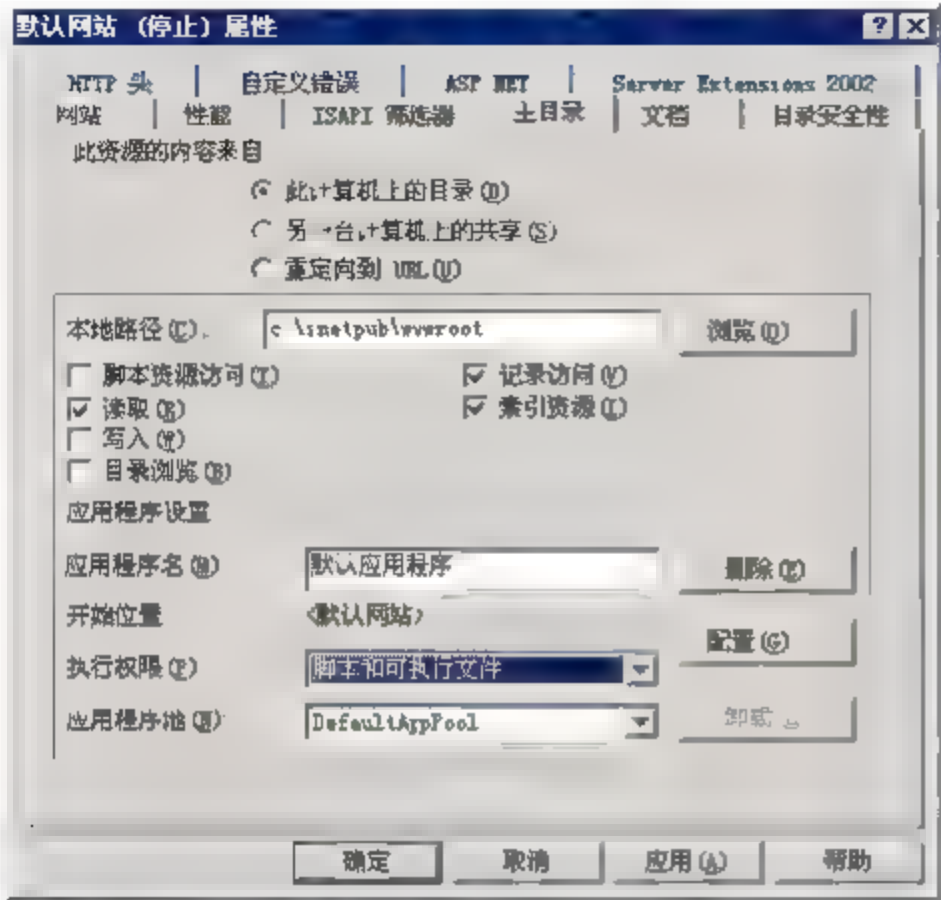 默认网站 （停止）属性
HTTP 头 自定义错误 ASP NET Server Extensions 2002
网站 性能 ISAPI 筛选器 主目录 文档 目录安全性
此资源的内容来自
此计算机上的目录(D)
另一台计算机上的共享(S)
重定向到 URL(U)
本地路径(C). c \inetpub\wwwroot 浏览(O)
脚本资源访问(T) 记录访问(V)
读取(R) 索引资源(I)
写入(W)
目录浏览(B)
应用程序设置
应用程序名(M) 默认应用程序 删除(E)
开始位置 <默认网站>
配置(G)
执行权限(P) 脚本和可执行文件
应用程序池(N) DefaultAppPool 卸载
确定 取消 应用(A) 帮助